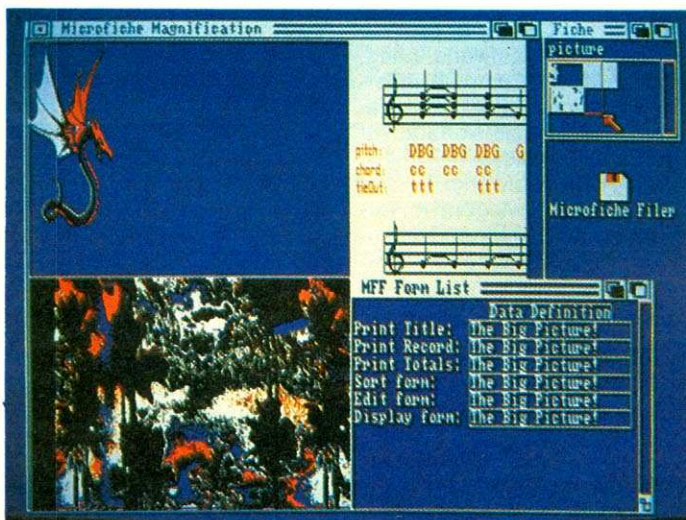 Microfiche Magnification
Fiche
picture
pitch: DBG DBG DBG G
chord: cc cc cc
tieOut: ttt ttt
Microfiche Filer
MFF Form List
Data Definition
Print Title: The Big Picture!
Print Record: The Big Picture!
Print Totals: The Big Picture!
Sort form: The Big Picture!
Edit form: The Big Picture!
Display form: The Big Picture!